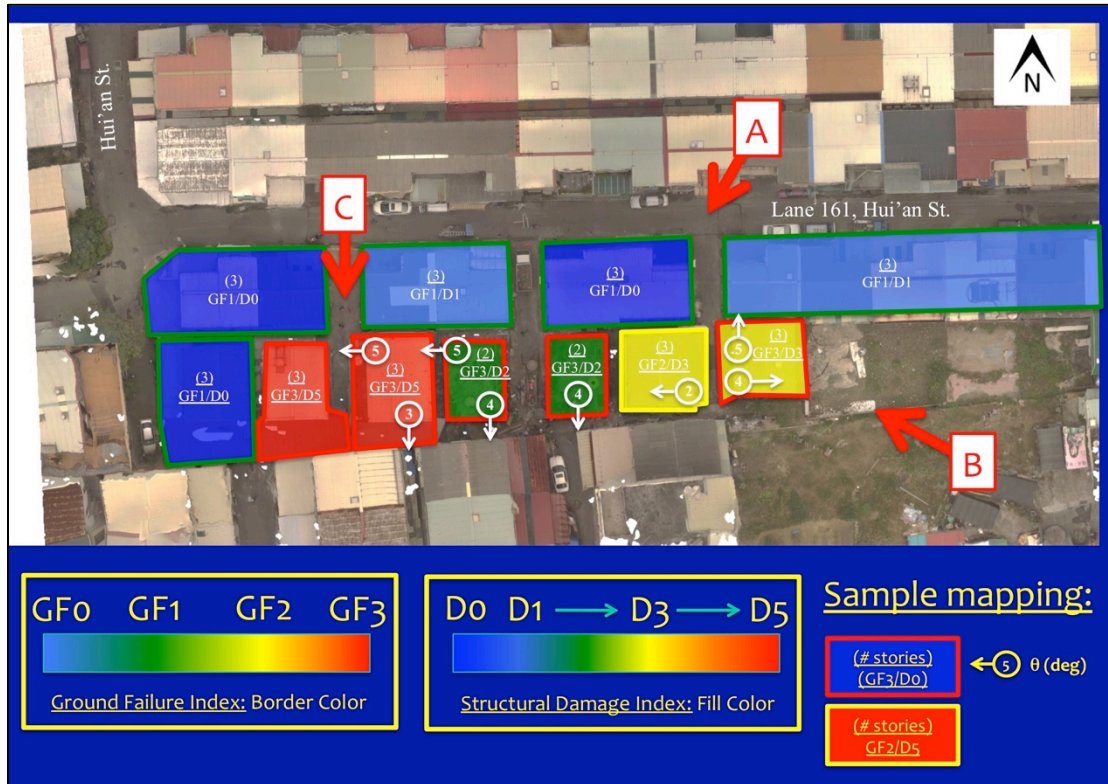 Hui'an St.
N
A
C
Lane 161, Hui'an St.
(3)
GF1/D0
(3)
GF1/D1
(3)
GF1/D0
(3)
GF1/D1
(3)
GF1/D0
(3)
GF3/D5
5
(3)
GF3/D5
3
5
(2)
GF3/D2
4
(2)
GF3/D2
4
(3)
GF2/D3
2
(3)
GF3/D3
.5
4
B
GF0 GF1 GF2 GF3
Ground Failure Index: Border Color
D0 D1 D3 D5
Structural Damage Index: Fill Color
Sample mapping:
(# stories)
(GF3/D0)
5 θ (deg)
(# stories)
GF2/D5